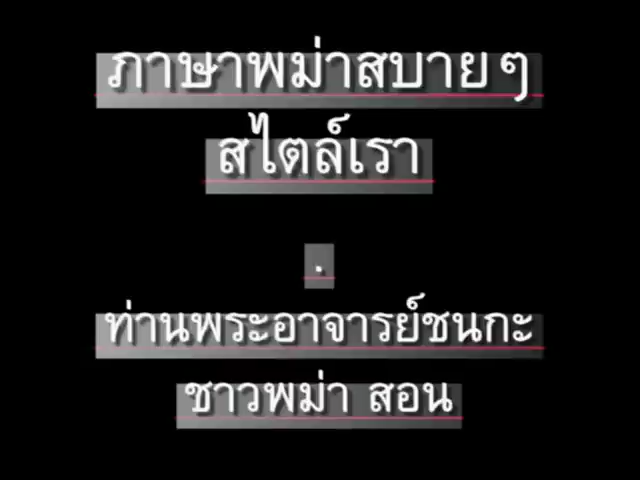 ภาษาพม่าสบายๆ
สไตล์เรา
.
ท่านพระอาจารย์ชนกะ
ชาวพม่า สอน